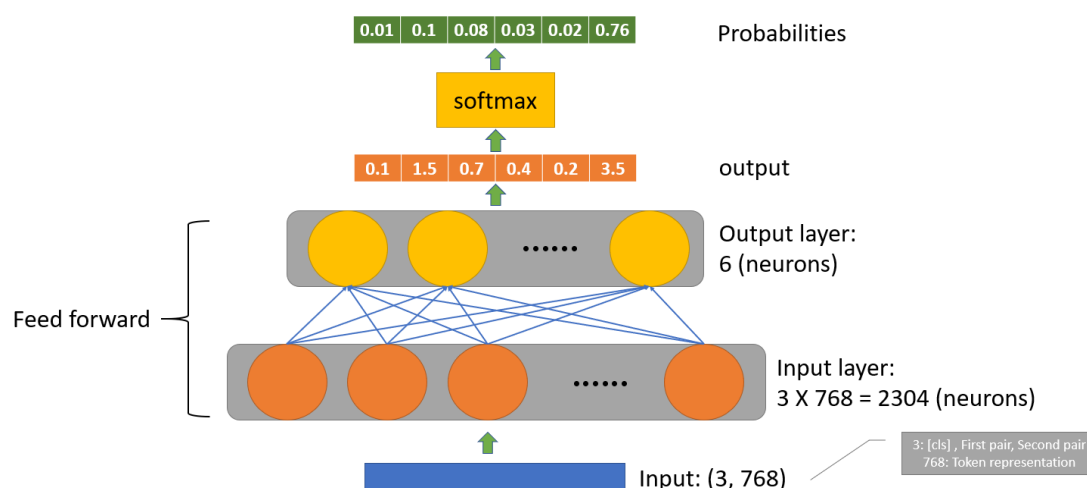 0.01 0.1 0.08 0.03 0.02 0.76
Probabilities
softmax
0.1 1.5 0.7 0.4 0.2 3.5
output
Output layer:
6 (neurons)
Feed forward
Input layer:
3 X 768 = 2304 (neurons)
3: [cls] , First pair, Second pair
768: Token representation
Input: (3, 768)